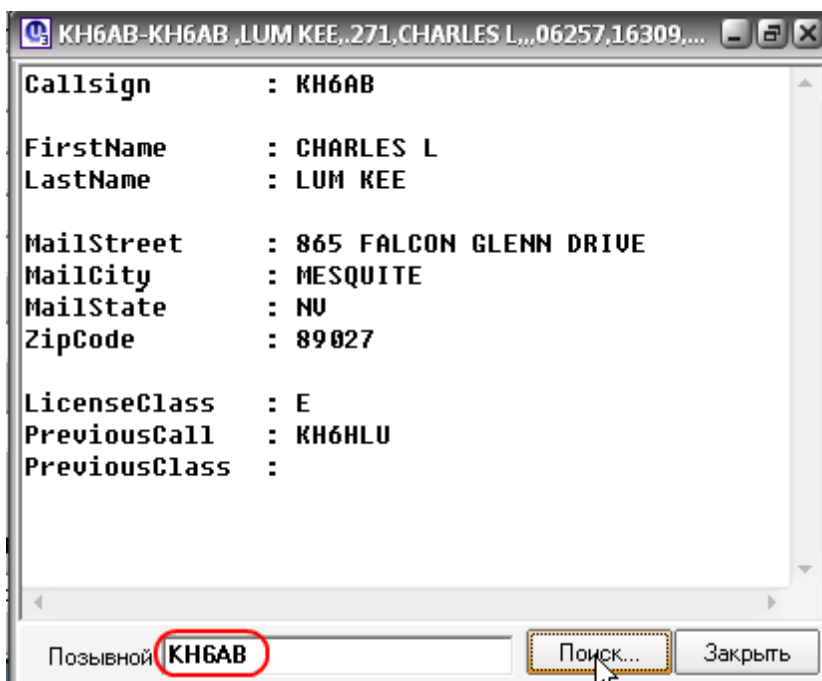 KH6AB-KH6AB ,LUM KEE,.271,CHARLES L,,,06257,16309,...
Callsign : KH6AB
FirstName : CHARLES L
LastName : LUM KEE
MailStreet : 865 FALCON GLENN DRIVE
MailCity : MESQUITE
MailState : NV
ZipCode : 89027
LicenseClass : E
PreviousCall : KH6HLU
PreviousClass :
Позывной KH6AB Поиск... Закрыть